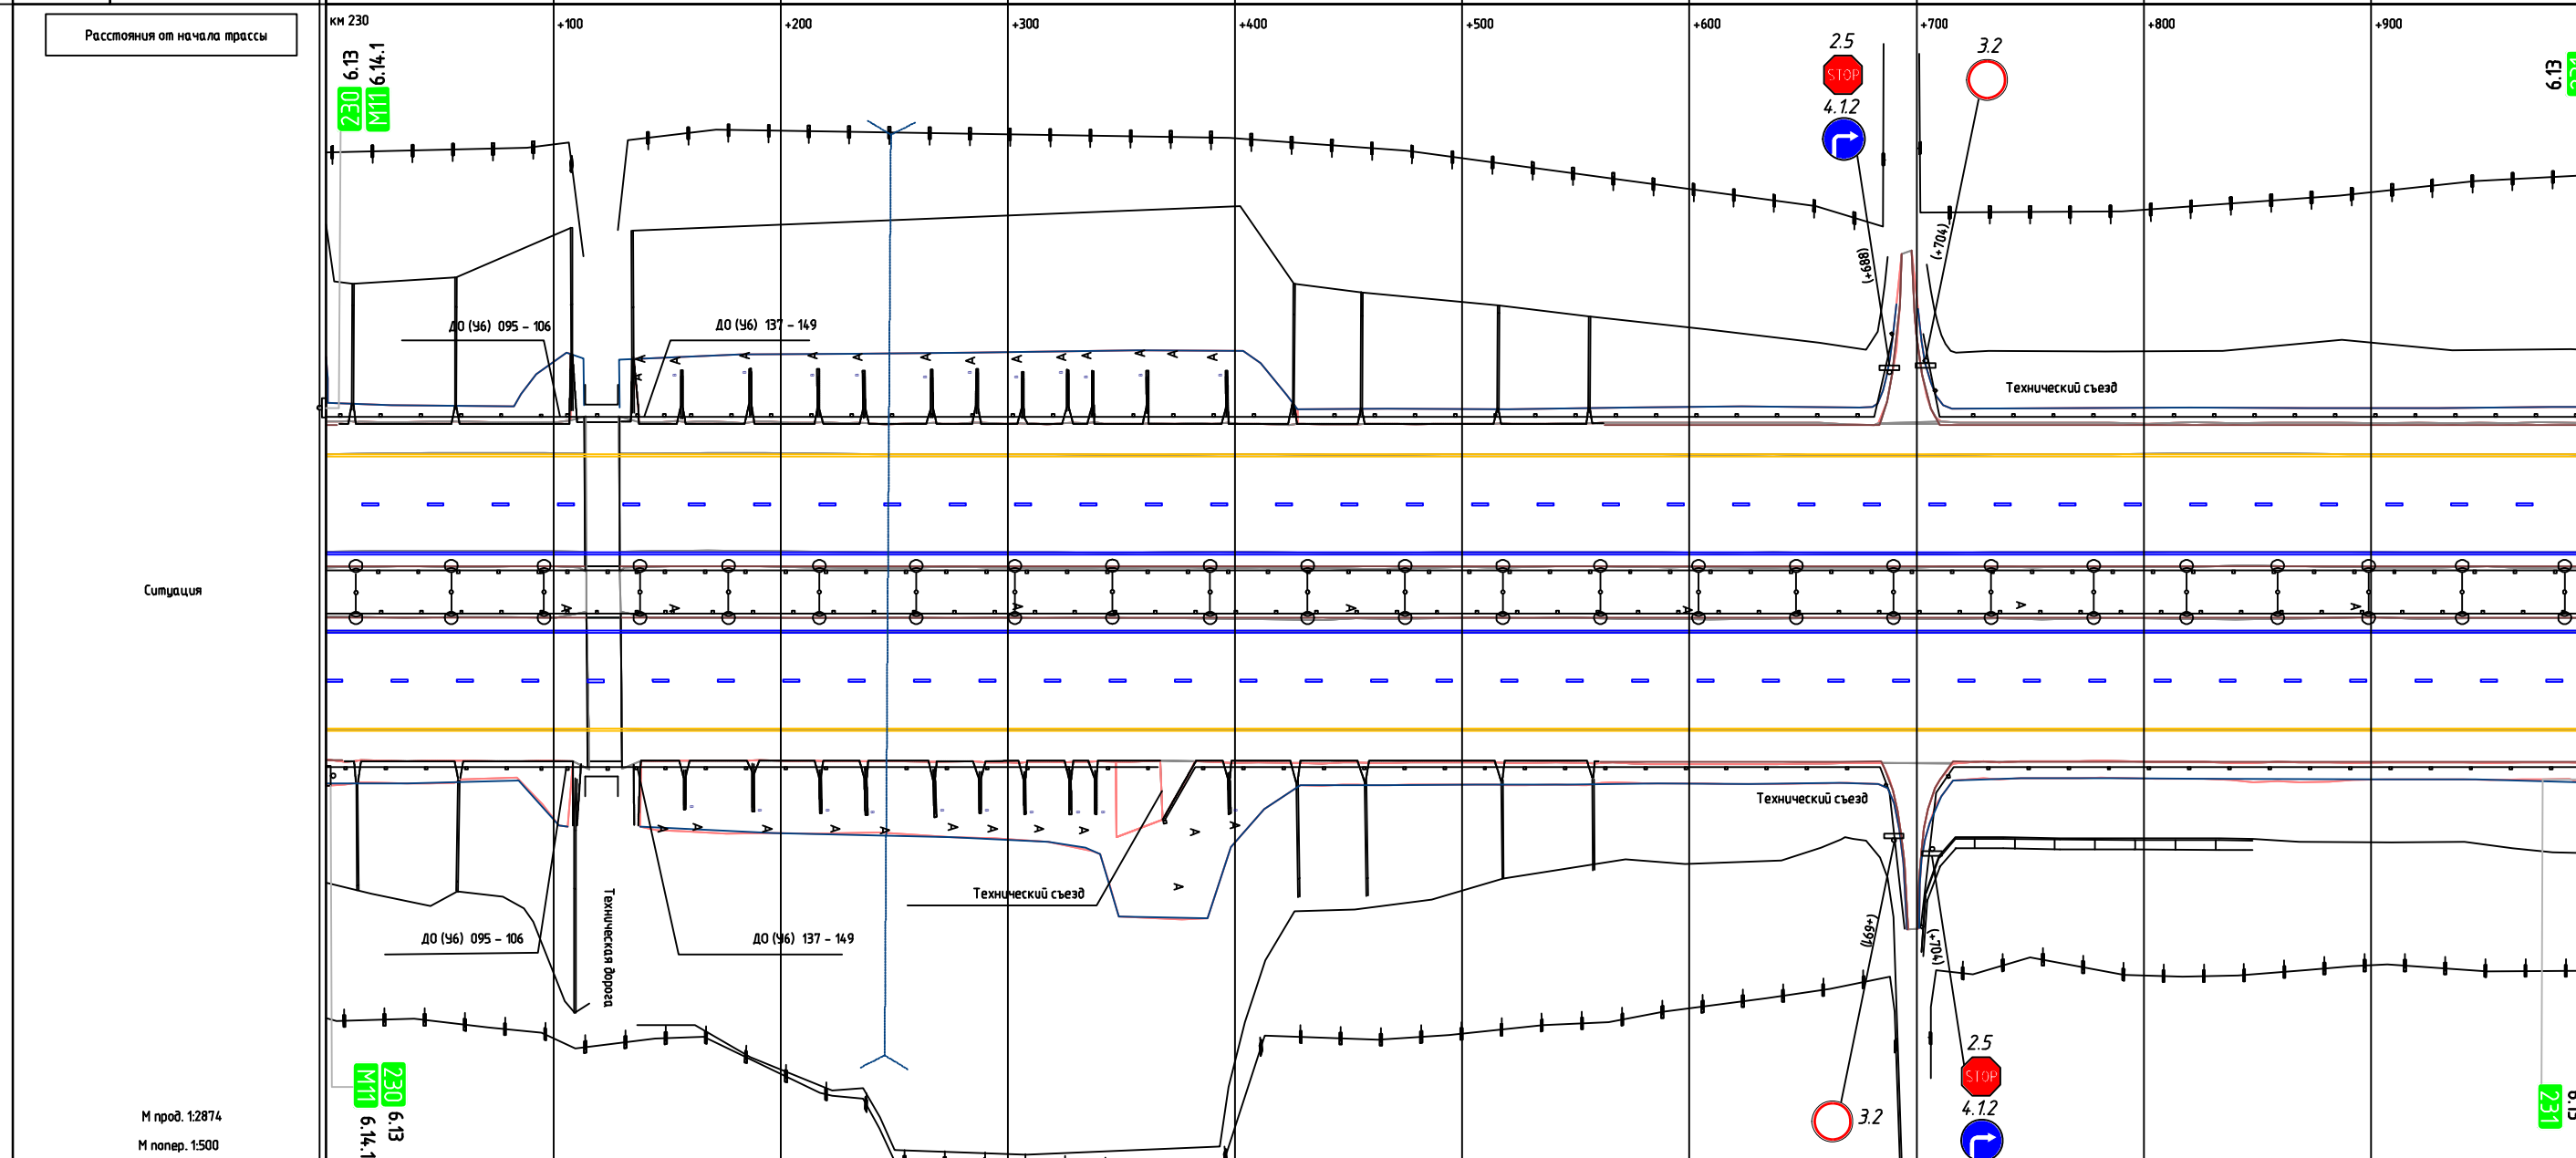 Расстояния от начала трассы
км 230
+100
+200
+300
+400
+500
+600
+700
+800
+900
230 6.13
М11 6.14.1
2.5
STOP
4.1.2
3.2
6.13
(+689)
(+704)
ДО (У6) 095 - 106
ДО (У6) 137 - 149
Технический съезд
А А А А А А А А А А А А А А
Ситуация
А А А А А А А
Технический съезд
А А А А А А А А А А А
А
Технический съезд
Техническая дорога
ДО (У6) 095 - 106
ДО (У6) 137 - 149
(+691)
(+704)
М11 6.14.1
230 6.13
2.5
STOP
4.1.2
3.2
231
М прод. 1:2874
М попер. 1:500